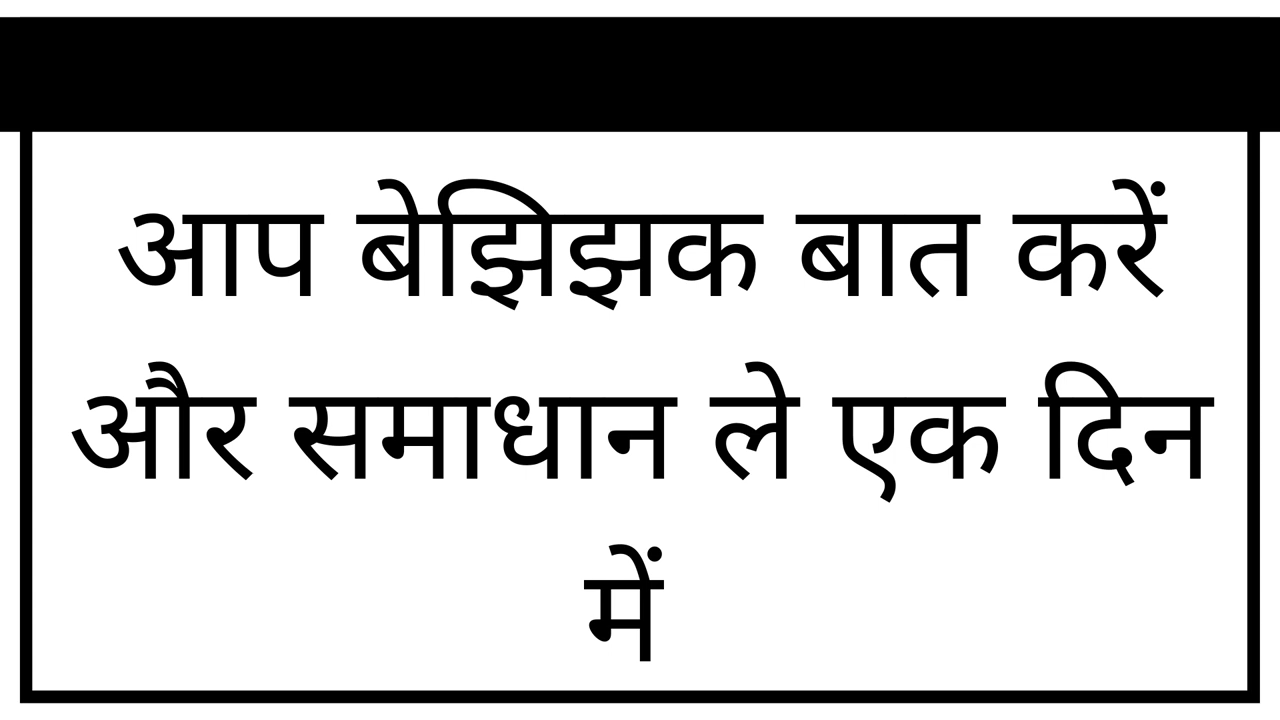 आप बेझिझक बात करें
और समाधान ले एक दिन
में